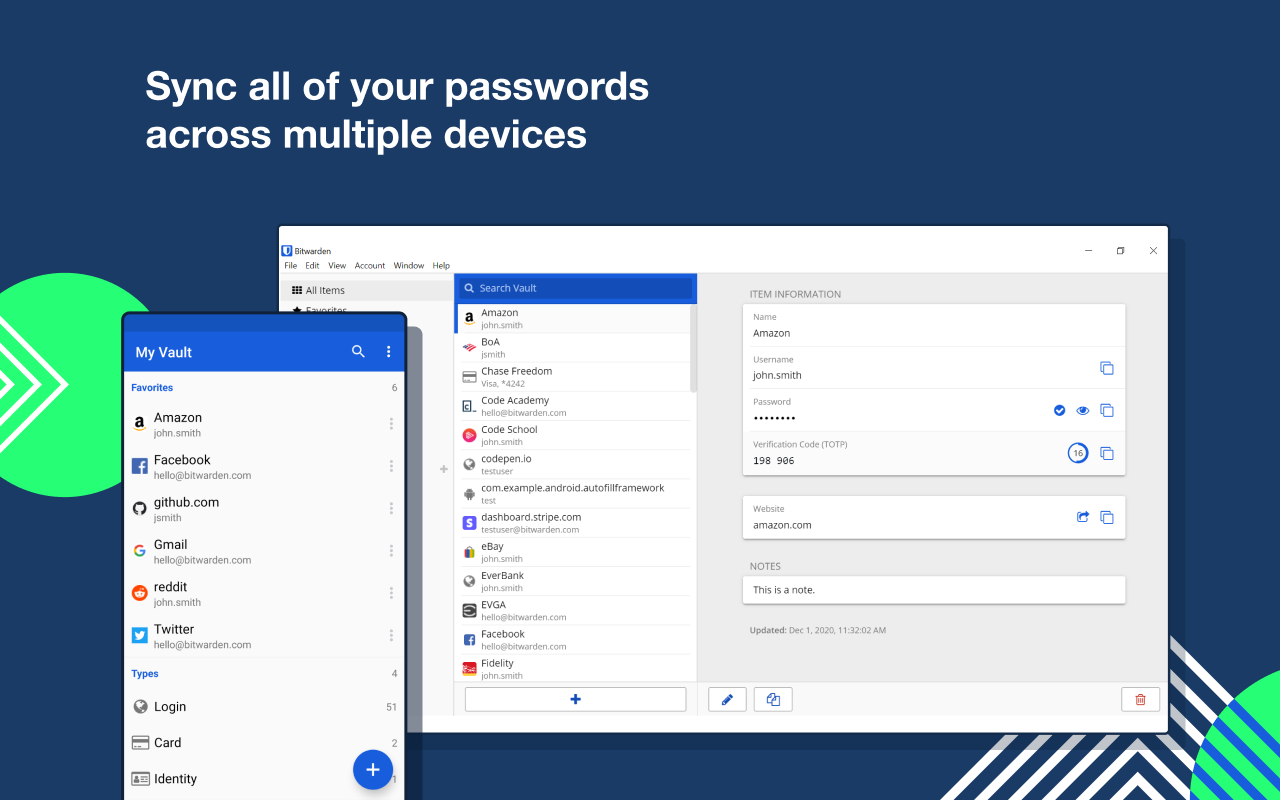 Sync all of your passwords
across multiple devices
Bitwarden
File Edit View Account Window Help
All Items
Favorites
Search Vault
Amazon
john.smith
BoA
jsmith
Chase Freedom
Visa, *4242
Code Academy
hello@bitwarden.com
Code School
john.smith
codepen.io
testuser
com.example.android.autofillframework
test
dashboard.stripe.com
testuser@bitwarden.com
eBay
john.smith
EverBank
john.smith
EVGA
hello@bitwarden.com
Facebook
hello@bitwarden.com
Fidelity
john.smith
ITEM INFORMATION
Name
Amazon
Username
john.smith
Password
••••••••
Verification Code (TOTP)
198 906
16
Website
amazon.com
NOTES
This is a note.
Updated: Dec 1, 2020, 11:32:02 AM
My Vault
Favorites 6
Amazon
john.smith
Facebook
hello@bitwarden.com
github.com
jsmith
Gmail
hello@bitwarden.com
reddit
john.smith
Twitter
hello@bitwarden.com
Types 4
Login 51
Card 2
Identity 1